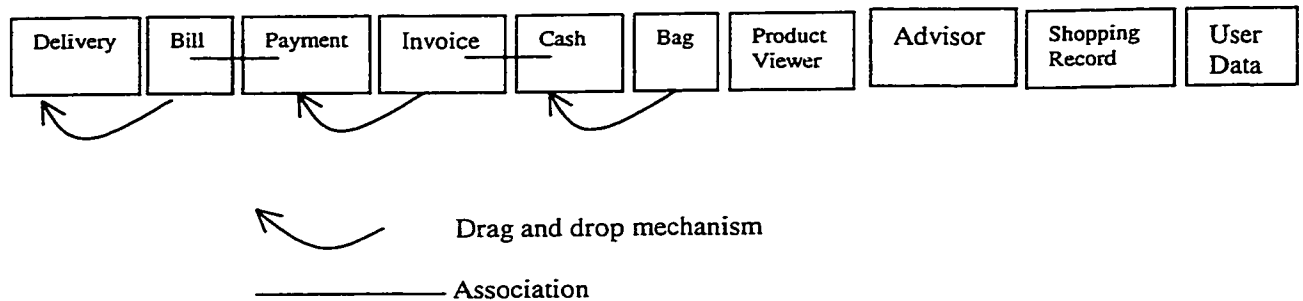 Delivery
Bill
Payment
Invoice
Cash
Bag
Product
Viewer
Advisor
Shopping
Record
User
Data
Drag and drop mechanism
Association